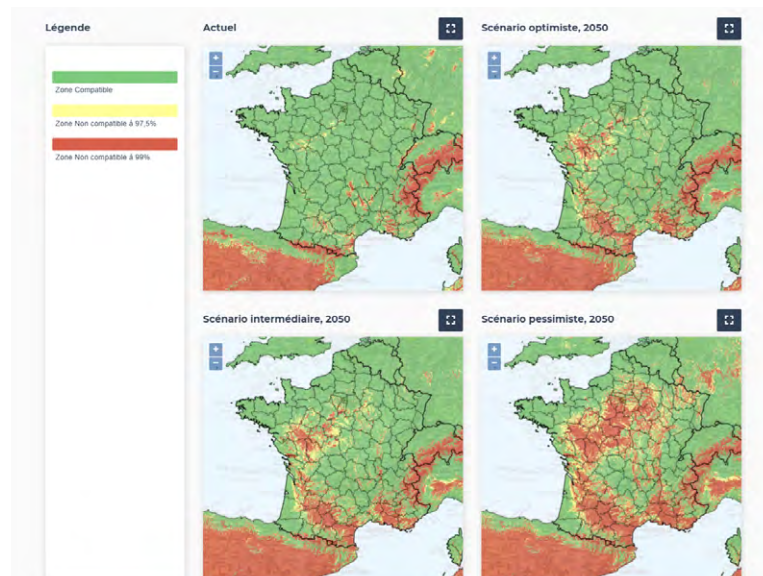 Légende
Actuel
Scénario optimiste, 2050
Zone Compatible
Zone Non compatible à 97,5%
Zone Non compatible à 99%
Scénario intermédiaire, 2050
Scénario pessimiste, 2050